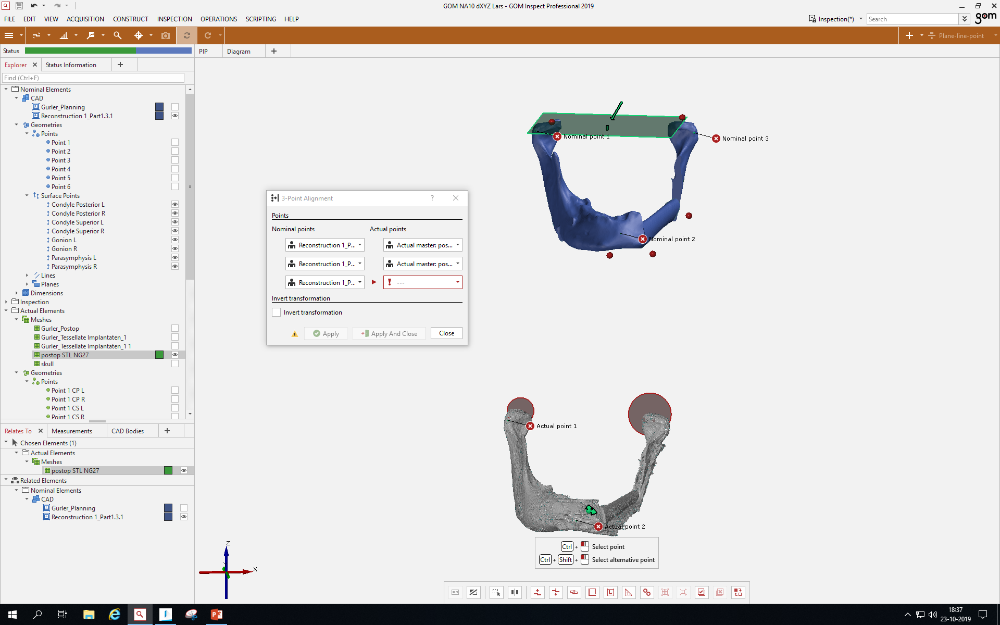 GOM NA10 dXYZ Lars - GOM Inspect Professional 2019
FILE EDIT VIEW ACQUISITION CONSTRUCT INSPECTION OPERATIONS SCRIPTING HELP
Inspection(*) Search gom
Plane-line-point
Status
PIP Diagram +
Explorer Status Information +
Find (Ctrl+F)
Nominal Elements
CAD
Gurler_Planning
Reconstruction 1_Part1.3.1
Geometries
Points
Point 1
Point 2
Point 3
Point 4
Point 5
Point 6
Surface Points
Condyle Posterior L
Condyle Posterior R
Condyle Superior L
Condyle Superior R
Gonion L
Gonion R
Parasymphysis L
Parasymphysis R
Lines
Planes
Dimensions
Inspection
Actual Elements
Meshes
Gurler_Postop
Gurler_Tessellate Implantaten_1
Gurler_Tessellate Implantaten_1 1
postop STL NG27
skull
Geometries
Points
Point 1 CP L
Point 1 CP R
Point 1 CS L
Point 1 CS R
Relates To Measurements CAD Bodies +
Chosen Elements (1)
Actual Elements
Meshes
postop STL NG27
Related Elements
Nominal Elements
CAD
Gurler_Planning
Reconstruction 1_Part1.3.1
3-Point Alignment ?
Points
Nominal points Actual points
Reconstruction 1_P... Actual master: pos...
Reconstruction 1_P... Actual master: pos...
Reconstruction 1_P... ---
Invert transformation
Invert transformation
Apply Apply And Close Close
Nominal point 1
Nominal point 3
Nominal point 2
Actual point 1
Actual point 2
Ctrl + Select point
Ctrl + Shift + Select alternative point
Z
X
18:37
23-10-2019